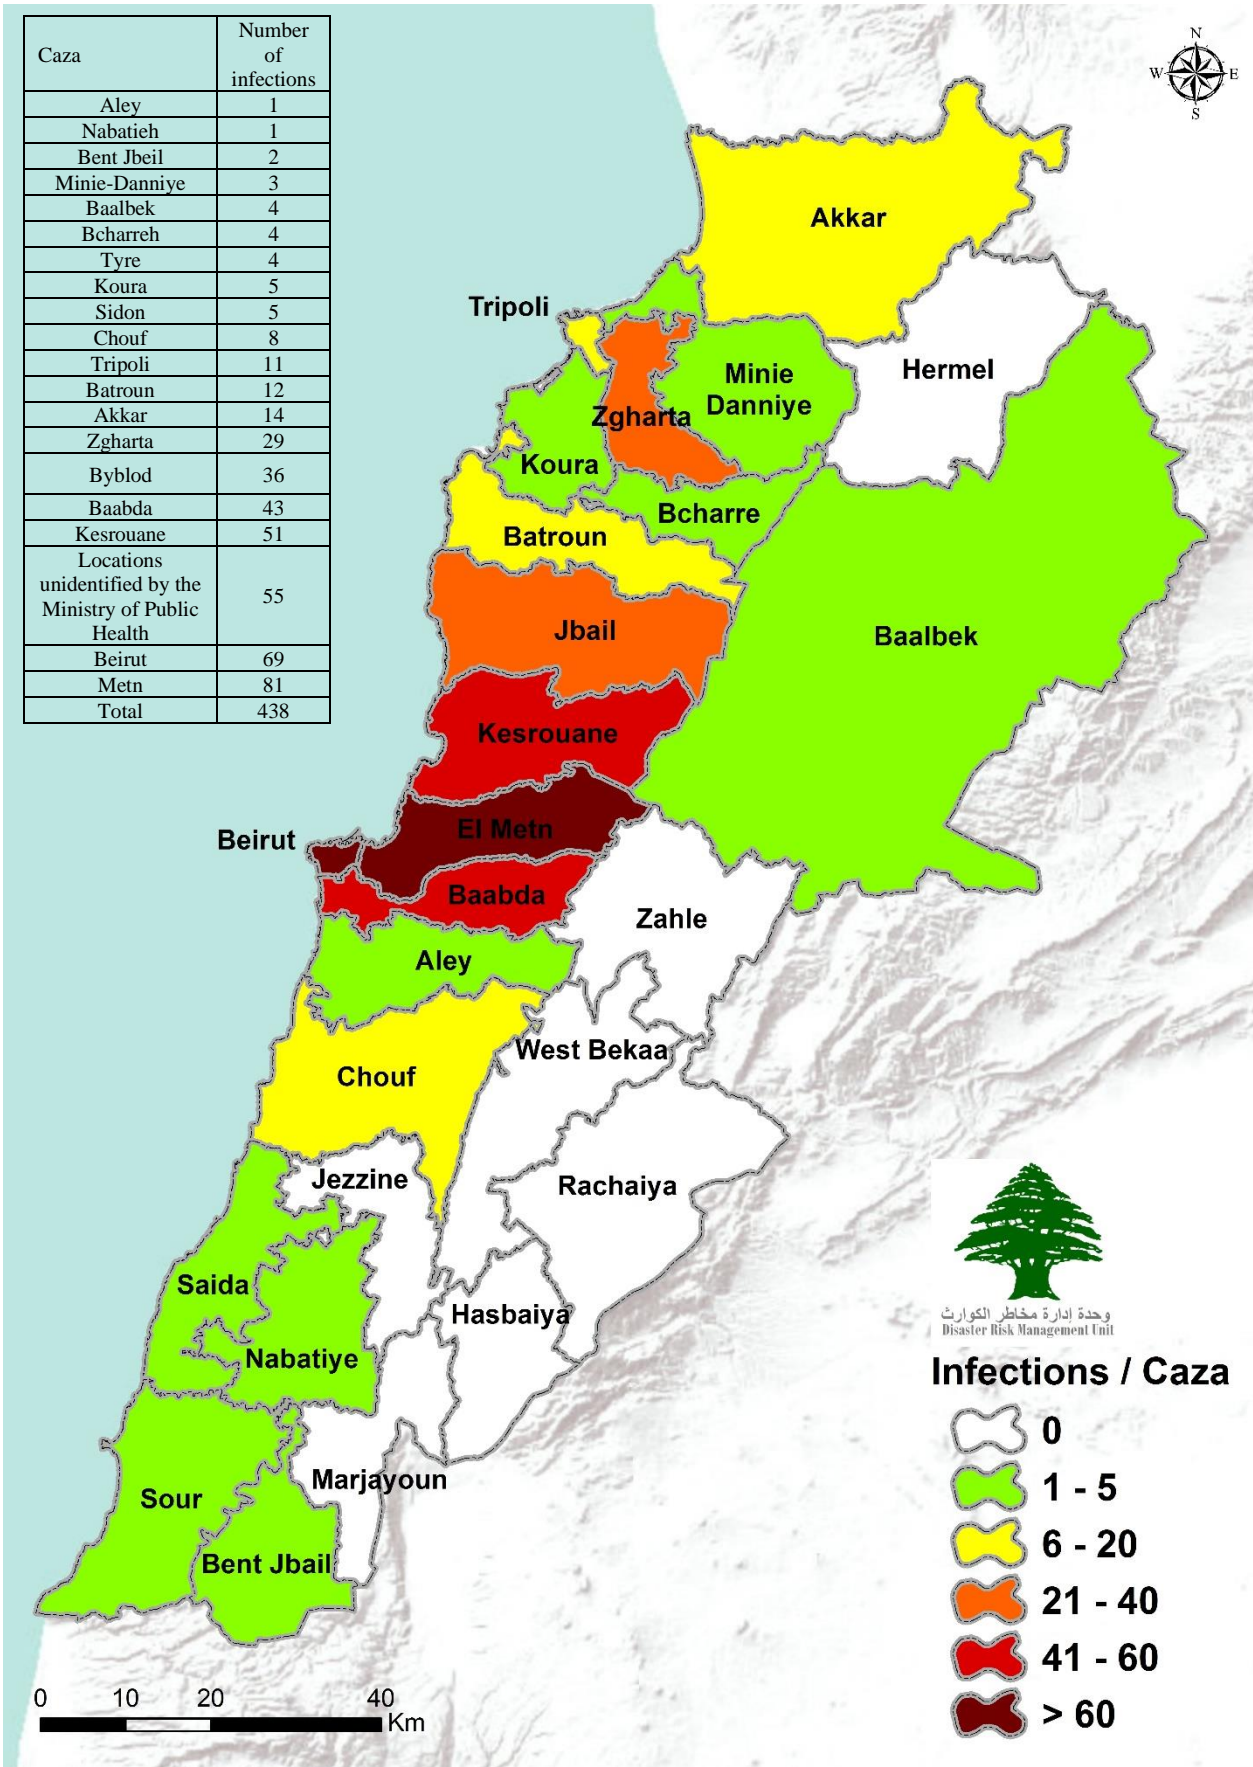 Caza Number of infections
Aley 1
Nabatieh 1
Bent Jbeil 2
Minie-Danniye 3
Baalbek 4
Bcharreh 4
Tyre 4
Koura 5
Sidon 5
Chouf 8
Tripoli 11
Batroun 12
Akkar 14
Zgharta 29
Byblod 36
Baabda 43
Kesrouane 51
Locations
unidentified by the
Ministry of Public
Health 55
Beirut 69
Metn 81
Total 438
N
W E
S
Akkar
Tripoli
Hermel
Minie
Danniye
Zgharta
Koura
Bcharre
Batroun
Jbail
Baalbek
Kesrouane
El Metn
Beirut
Baabda
Zahle
Aley
West Bekaa
Chouf
Jezzine
Rachaiya
Saida
Hasbaiya
Nabatiye
Marjayoun
Sour
Bent Jbail
وحدة إدارة مخاطر الكوارث
Disaster Risk Management Unit
Infections / Caza
0
1 - 5
6 - 20
21 - 40
41 - 60
> 60
0 10 20 40
Km